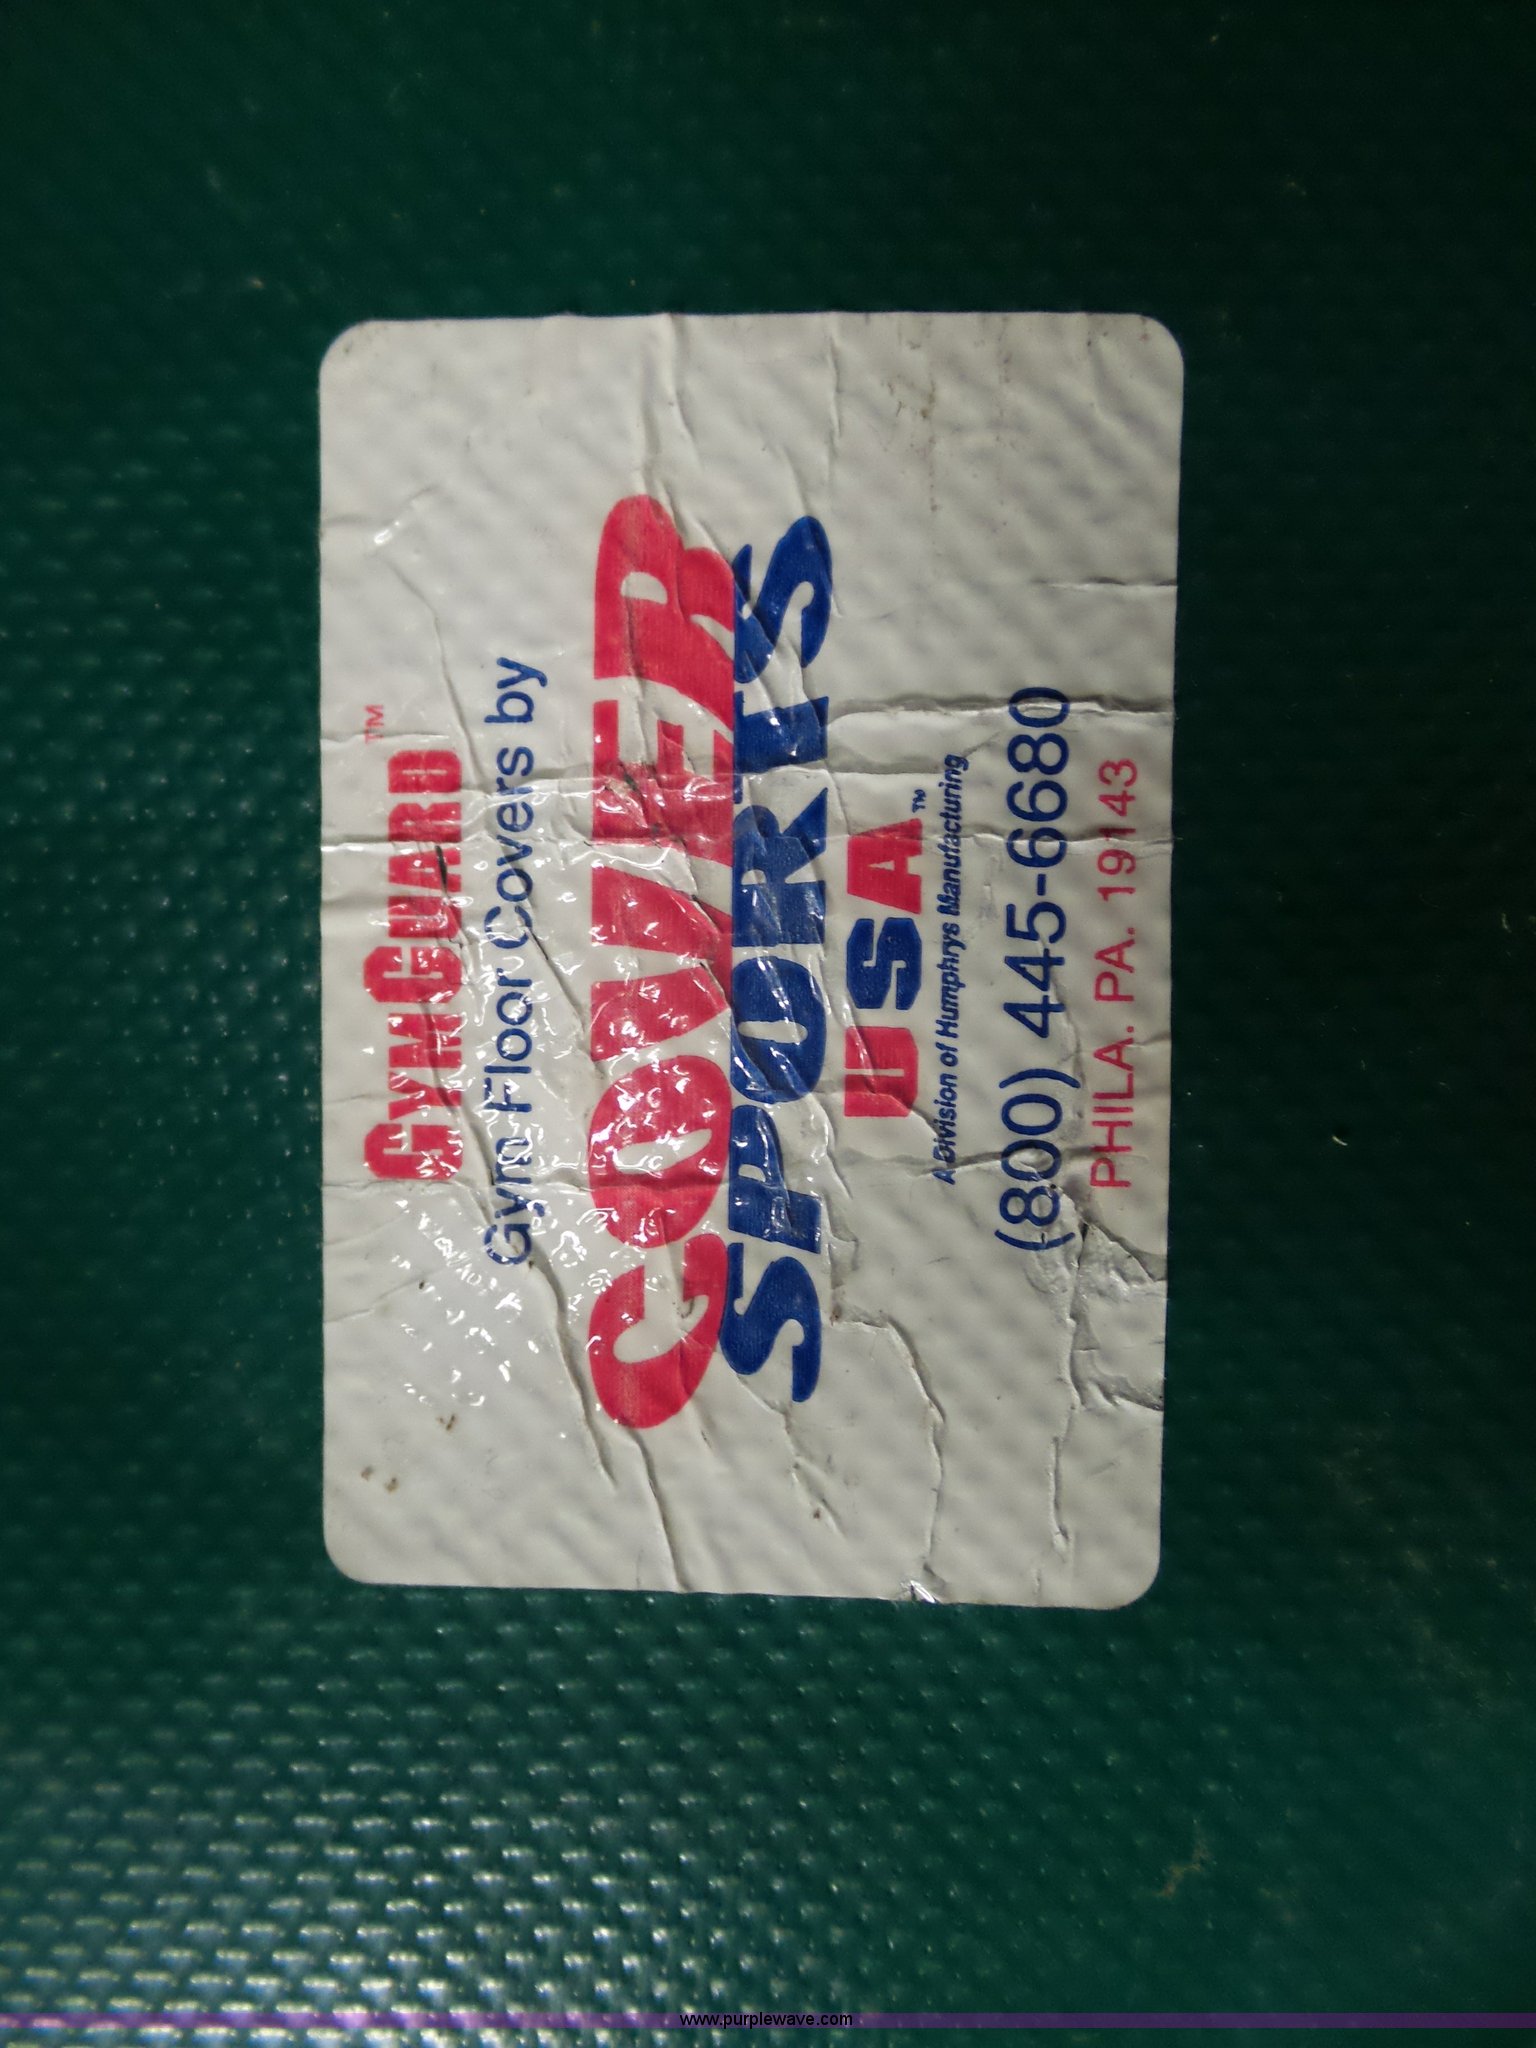 GYMGUARD™
Gym Floor Covers by
COVER
SPORTS
USA™
A Division of Humphrys Manufacturing
(800) 445-6680
PHILA. PA. 19143
www.purplewave.com